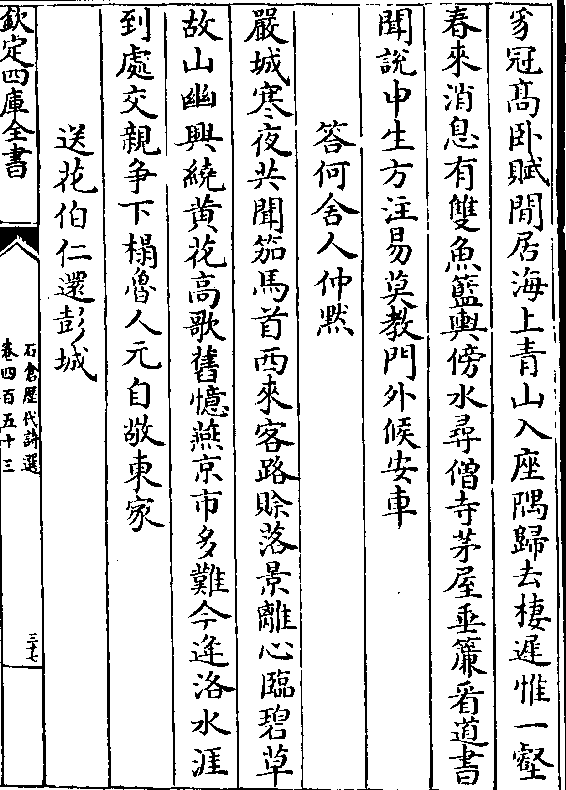 豸冠髙卧賦閒居海上青山入座隅歸去棲遲惟一壑
春來消息有雙魚籃輿傍水尋僧寺茅屋垂簾看道書
聞説申生方注易莫教門外候安車
答何舍人仲黙
嚴城寒夜共聞笳馬首西來客路賒落景離心臨碧草
故山幽興繞黄花高歌舊憶燕京市多難今逢洛水涯
到處交親争下榻魯人元自敬東家
送花伯仁還彭城
欽定四庫全書
石倉歷代詩選
卷四百五十三
三十七